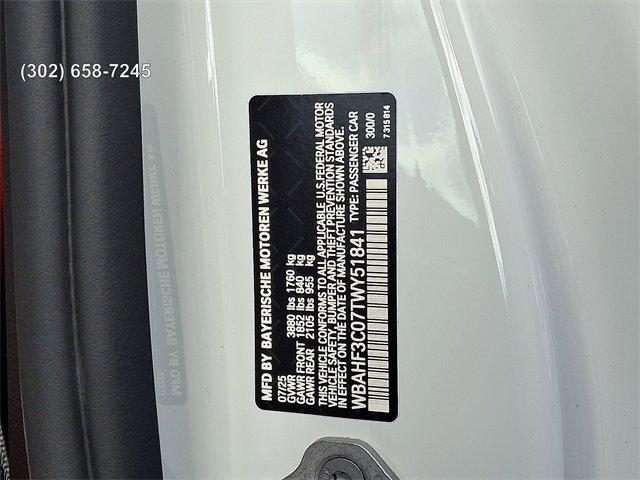 (302) 658-7245
MFD BY BAYERISCHE MOTOREN WERKE AG
07/25
GVWR 3880 lbs 1760 kg
GAWR FRONT 1852 lbs 840 kg
GAWR REAR 2105 lbs 955 kg
THIS VEHICLE CONFORMS TO ALL APPLICABLE U.S.FEDERAL MOTOR
VEHICLE SAFETY, BUMPER AND THEFT PREVENTION STANDARDS
IN EFFECT ON THE DATE OF MANUFACTURE SHOWN ABOVE.
WBAHF3C07TWY51841 TYPE: PASSENGER CAR
300/0
7 315 814